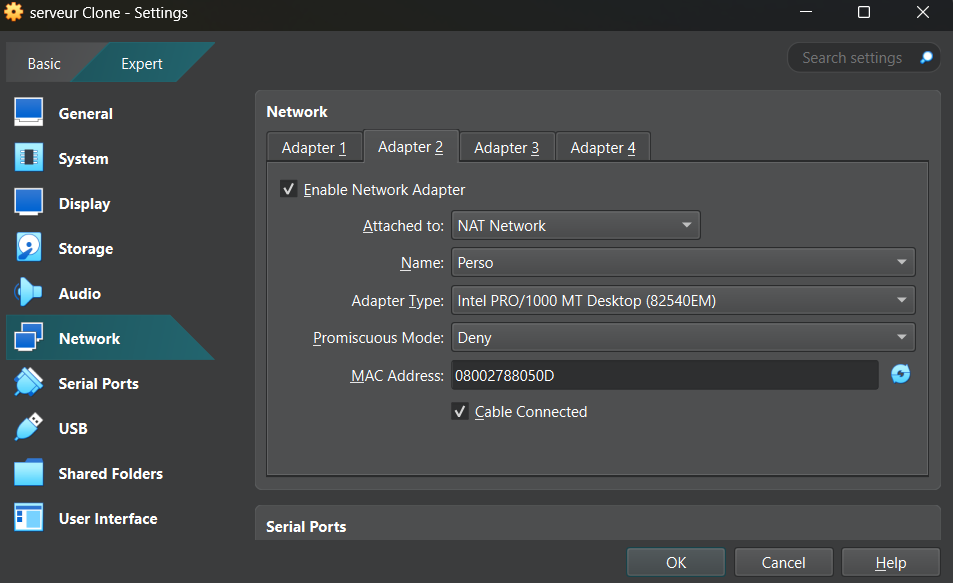 serveur Clone - Settings
Basic
Expert
Search settings
General
System
Display
Storage
Audio
Network
Serial Ports
USB
Shared Folders
User Interface
Network
Adapter 1
Adapter 2
Adapter 3
Adapter 4
Enable Network Adapter
Attached to: NAT Network
Name: Perso
Adapter Type: Intel PRO/1000 MT Desktop (82540EM)
Promiscuous Mode: Deny
MAC Address: 08002788050D
Cable Connected
Serial Ports
OK
Cancel
Help